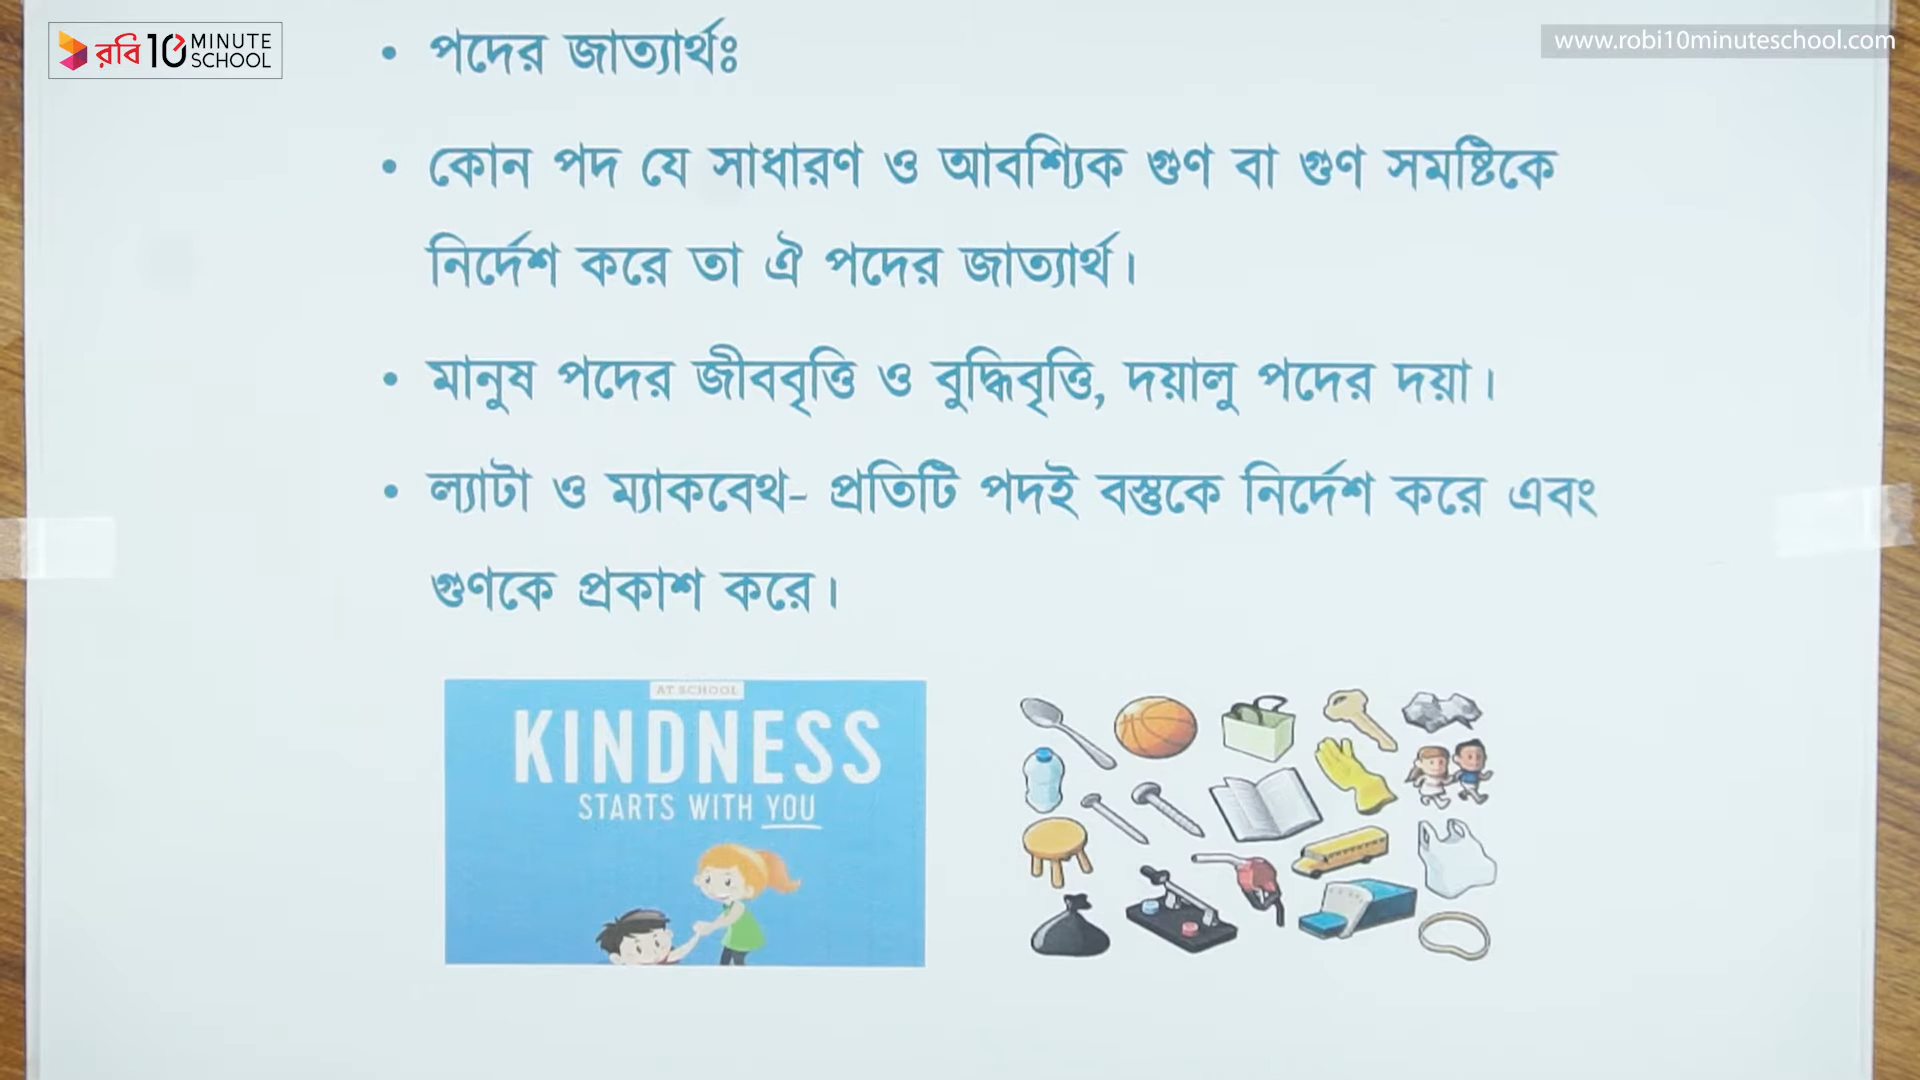 রবি 10 MINUTE SCHOOL
www.robi10minuteschool.com
• পদের জাত্যার্থঃ
• কোন পদ যে সাধারণ ও আবশ্যিক গুণ বা গুণ সমষ্টিকে
নির্দেশ করে তা ঐ পদের জাত্যার্থ।
• মানুষ পদের জীববৃত্তি ও বুদ্ধিবৃত্তি, দয়ালু পদের দয়া।
• ল্যাটা ও ম্যাকবেথ- প্রতিটি পদই বস্তুকে নির্দেশ করে এবং
গুণকে প্রকাশ করে।
AT SCHOOL
KINDNESS
STARTS WITH YOU